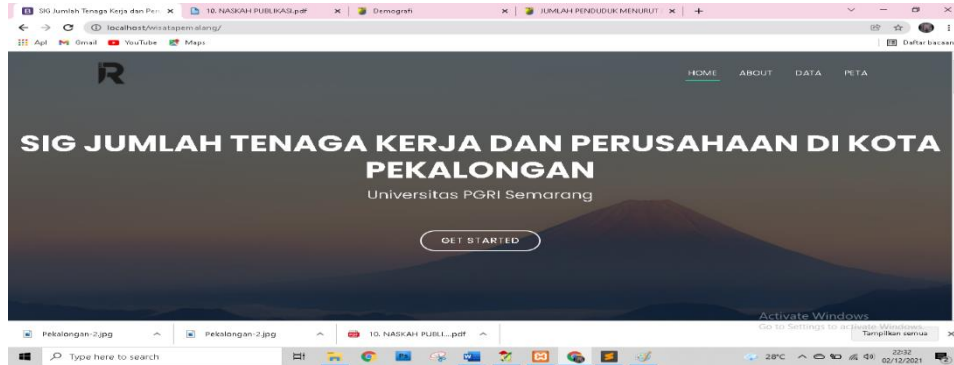 SIG Jumlah Tenaga Kerja dan Per
10. NASKAH PUBLIKASI.pdf
Demografi
JUMLAH PENDUDUK MENURUT
localhost/wisatapemalang/
Apl
Gmail
YouTube
Maps
Daftar bacaan
R
HOME
ABOUT
DATA
PETA
SIG JUMLAH TENAGA KERJA DAN PERUSAHAAN DI KOTA
PEKALONGAN
Universitas PGRI Semarang
GET STARTED
Activate Windows
Go to Settings to activate Windows.
Pekalongan-2.jpg
Pekalongan-2.jpg
10. NASKAH PUBLI....pdf
Tampilkan semua
Type here to search
28°C
22:32
02/12/2021